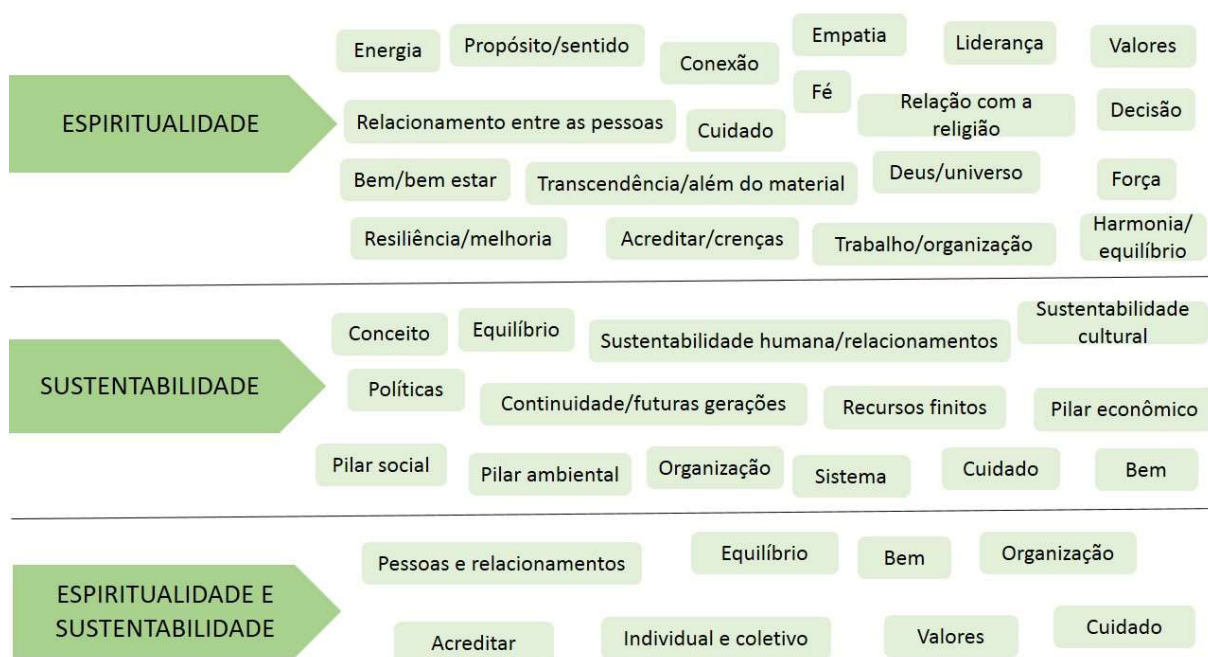 ESPIRITUALIDADE
Energia
Propósito/sentido
Conexão
Empatia
Liderança
Valores
Relacionamento entre as pessoas
Cuidado
Fé
Relação com a
religião
Decisão
Bem/bem estar
Transcendência/além do material
Deus/universo
Força
Resiliência/melhoria
Acreditar/crenças
Trabalho/organização
Harmonia/
equilíbrio
SUSTENTABILIDADE
Conceito
Equilíbrio
Sustentabilidade humana/relacionamentos
Sustentabilidade
cultural
Políticas
Continuidade/futuras gerações
Recursos finitos
Pilar econômico
Pilar social
Pilar ambiental
Organização
Sistema
Cuidado
Bem
ESPIRITUALIDADE E
SUSTENTABILIDADE
Pessoas e relacionamentos
Equilíbrio
Bem
Organização
Acreditar
Individual e coletivo
Valores
Cuidado